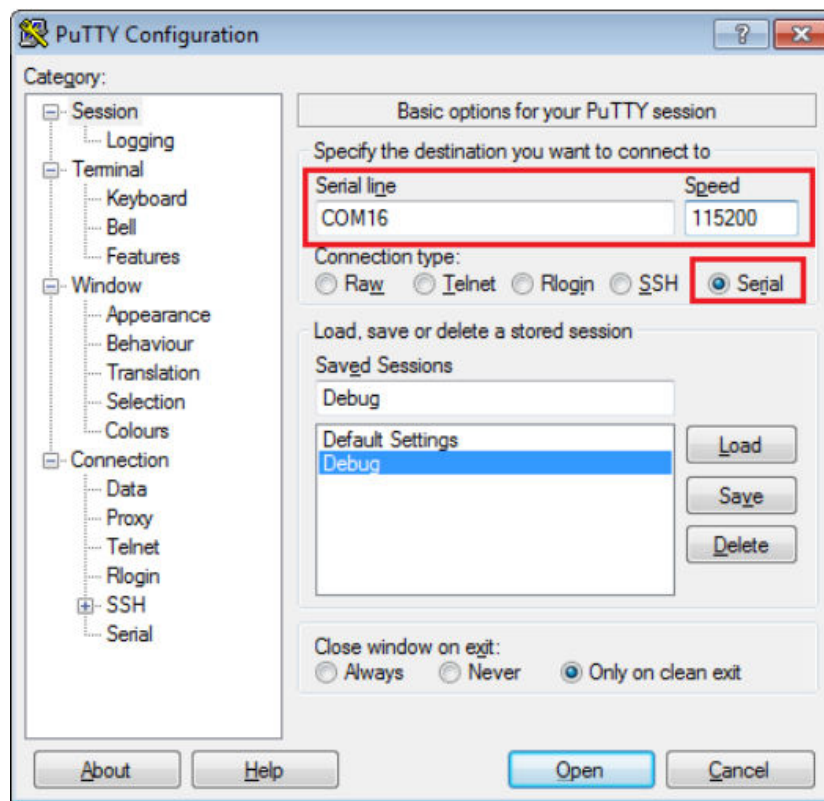 PuTTY Configuration
Category:
Session
Logging
Terminal
Keyboard
Bell
Features
Window
Appearance
Behaviour
Translation
Selection
Colours
Connection
Data
Proxy
Telnet
Rlogin
SSH
Serial
Basic options for your PuTTY session
Specify the destination you want to connect to
Serial line Speed
COM16 115200
Connection type:
Raw Telnet Rlogin SSH Serial
Load, save or delete a stored session
Saved Sessions
Debug
Default Settings
Debug
Load
Save
Delete
Close window on exit:
Always Never Only on clean exit
About Help Open Cancel